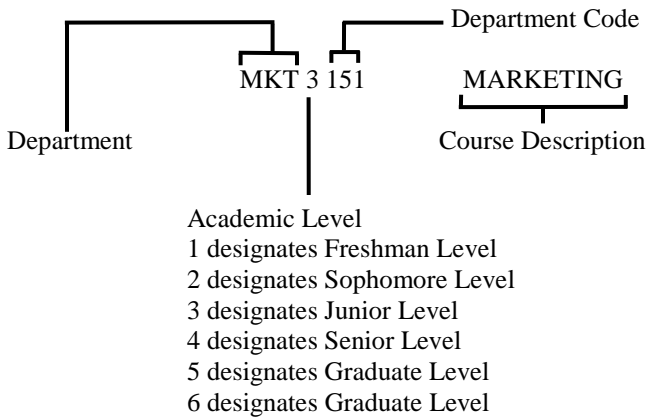 Department Code
MKT 3 151 MARKETING
Department Course Description
Academic Level
1 designates Freshman Level
2 designates Sophomore Level
3 designates Junior Level
4 designates Senior Level
5 designates Graduate Level
6 designates Graduate Level